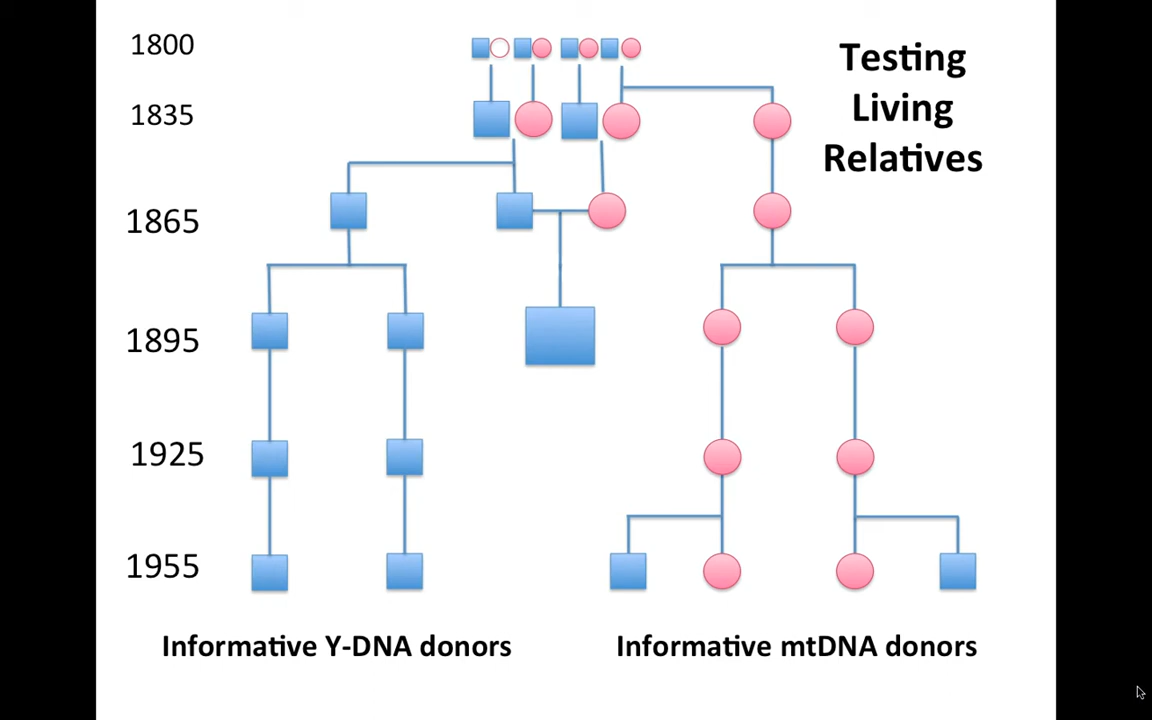 1800
Testing
Living
Relatives
1835
1865
1895
1925
1955
Informative Y-DNA donors
Informative mtDNA donors